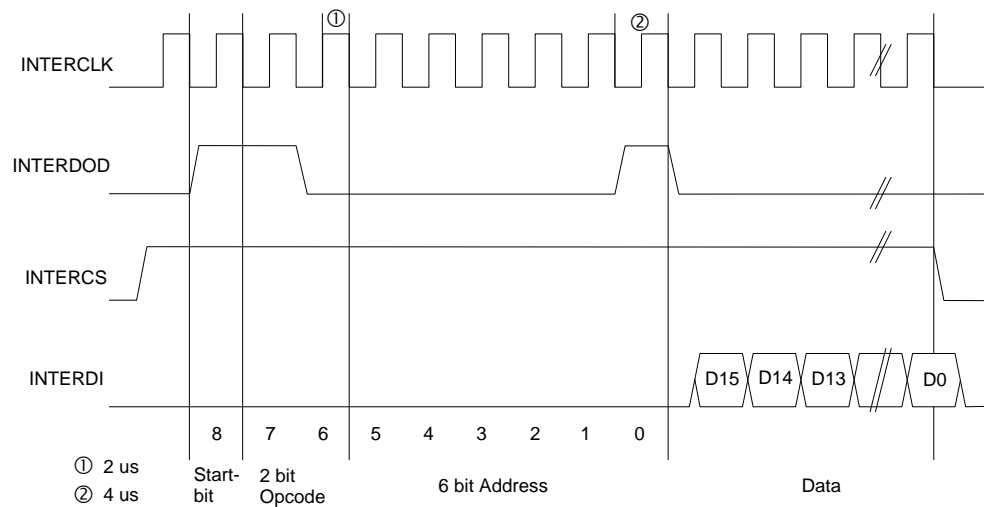 ① ②
INTERCLK
INTERDOD
INTERCS
INTERDI
D15 D14 D13 D0
8 7 6 5 4 3 2 1 0
① 2 us
② 4 us
Start-
bit
2 bit
Opcode
6 bit Address
Data